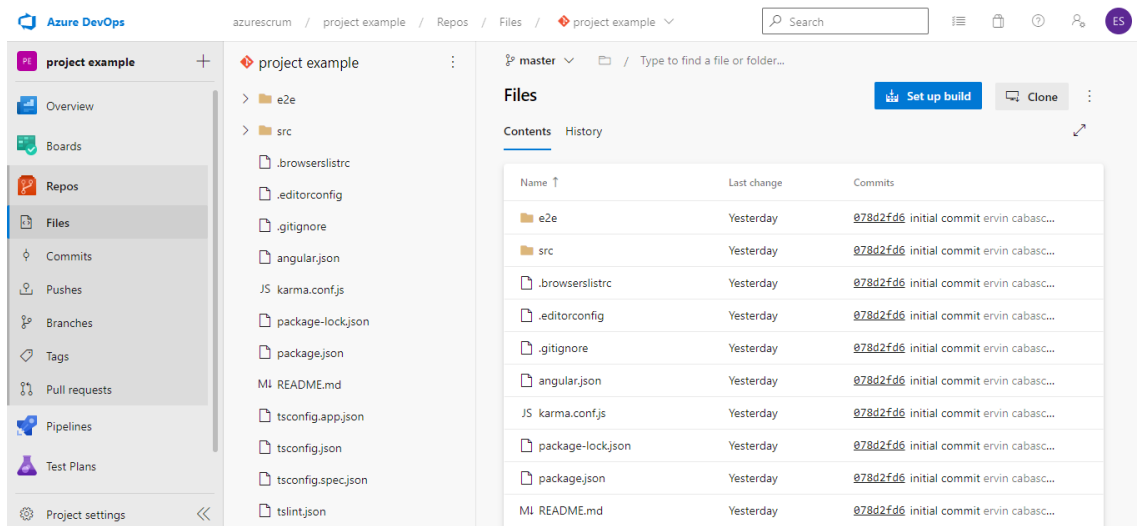 Azure DevOps
azurescrum / project example / Repos / Files / project example
Search
ES
PE project example
Overview
Boards
Repos
Files
Commits
Pushes
Branches
Tags
Pull requests
Pipelines
Test Plans
Project settings
project example
e2e
src
.browserslistrc
.editorconfig
.gitignore
angular.json
JS karma.conf.js
package-lock.json
package.json
M↓ README.md
tsconfig.app.json
tsconfig.json
tsconfig.spec.json
tslint.json
master / Type to find a file or folder...
Files
Set up build
Clone
Contents History
Name ↑ Last change Commits
e2e Yesterday 078d2fd6 initial commit ervin cabasc...
src Yesterday 078d2fd6 initial commit ervin cabasc...
.browserslistrc Yesterday 078d2fd6 initial commit ervin cabasc...
.editorconfig Yesterday 078d2fd6 initial commit ervin cabasc...
.gitignore Yesterday 078d2fd6 initial commit ervin cabasc...
angular.json Yesterday 078d2fd6 initial commit ervin cabasc...
JS karma.conf.js Yesterday 078d2fd6 initial commit ervin cabasc...
package-lock.json Yesterday 078d2fd6 initial commit ervin cabasc...
package.json Yesterday 078d2fd6 initial commit ervin cabasc...
M↓ README.md Yesterday 078d2fd6 initial commit ervin cabasc...